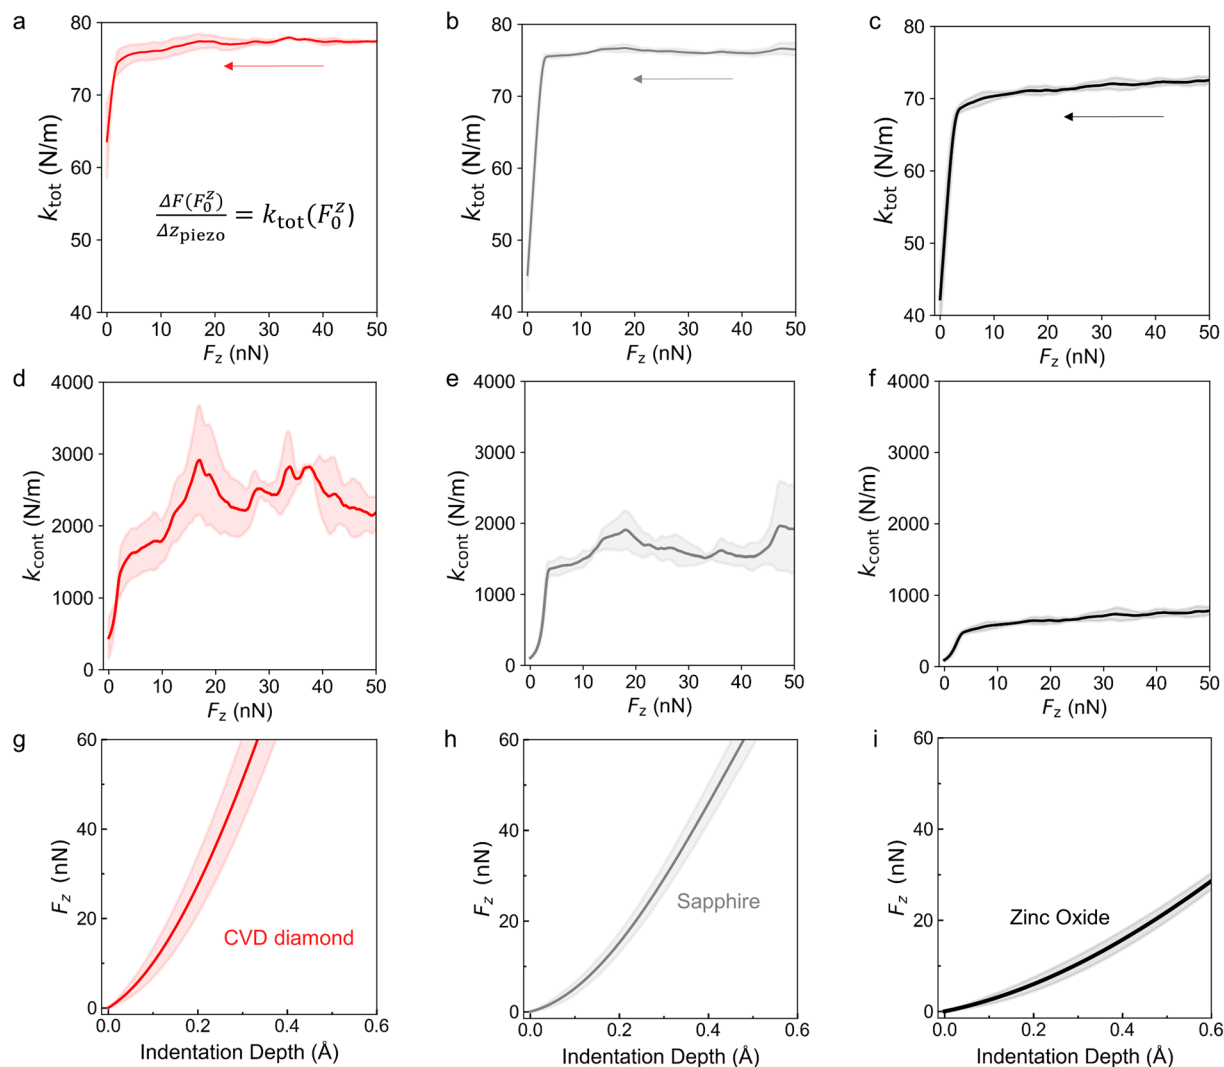 a
80
70
60
50
40
k_tot (N/m)
ΔF(F_0^z)/Δz_piezo = k_tot(F_0^z)
0 10 20 30 40 50
F_z (nN)
b
80
70
60
50
40
k_tot (N/m)
0 10 20 30 40 50
F_z (nN)
c
80
70
60
50
40
k_tot (N/m)
0 10 20 30 40 50
F_z (nN)
d
4000
3000
2000
1000
0
k_cont (N/m)
0 10 20 30 40 50
F_z (nN)
e
4000
3000
2000
1000
0
k_cont (N/m)
0 10 20 30 40 50
F_z (nN)
f
4000
3000
2000
1000
0
k_cont (N/m)
0 10 20 30 40 50
F_z (nN)
g
60
40
20
0
F_z (nN)
CVD diamond
0.0 0.2 0.4 0.6
Indentation Depth (Å)
h
60
40
20
0
F_z (nN)
Sapphire
0.0 0.2 0.4 0.6
Indentation Depth (Å)
i
60
40
20
0
F_z (nN)
Zinc Oxide
0.0 0.2 0.4 0.6
Indentation Depth (Å)